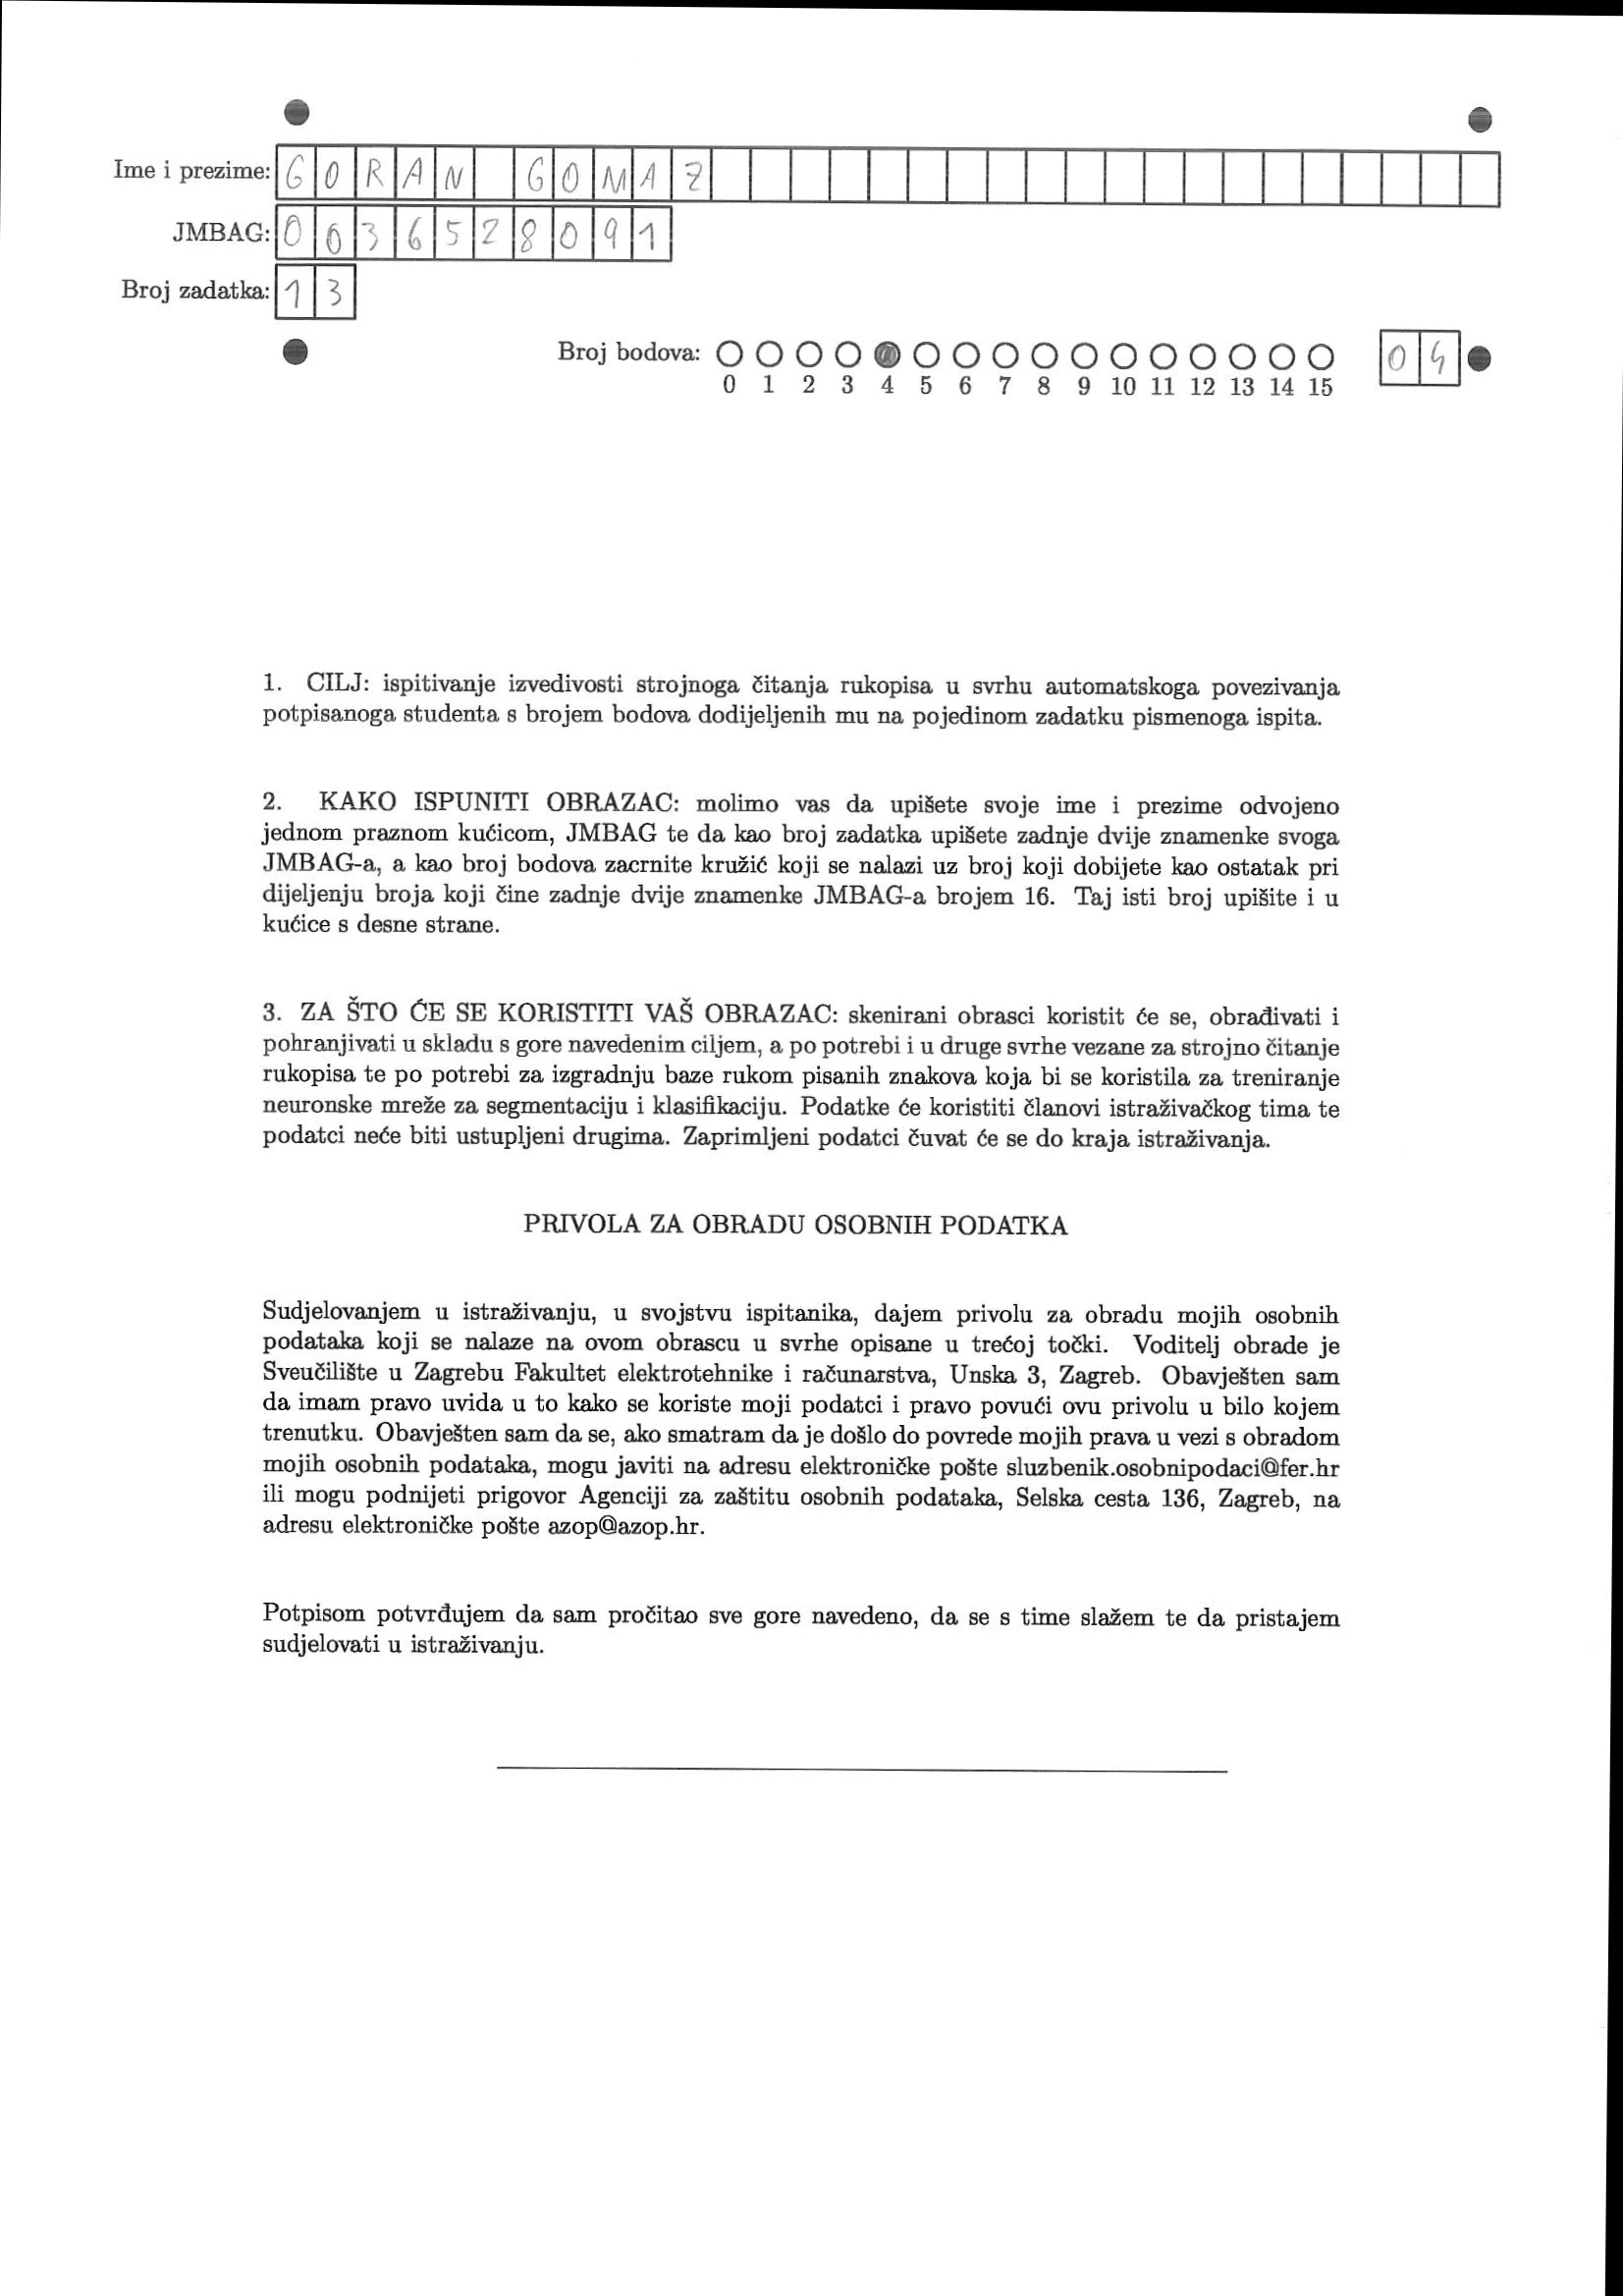 Ime i prezime: GORAN GOMAZ
JMBAG: 0036528091
Broj zadatka: 13
Broj bodova: 04
0 1 2 3 4 5 6 7 8 9 10 11 12 13 14 15
1. CILJ: ispitivanje izvedivosti strojnoga čitanja rukopisa u svrhu automatskoga povezivanja
potpisanoga studenta s brojem bodova dodijeljenih mu na pojedinom zadatku pismenoga ispita.
2. KAKO ISPUNITI OBRAZAC: molimo vas da upišete svoje ime i prezime odvojeno
jednom praznom kućicom, JMBAG te da kao broj zadatka upišete zadnje dvije znamenke svoga
JMBAG-a, a kao broj bodova zacrnite kružić koji se nalazi uz broj koji dobijete kao ostatak pri
dijeljenju broja koji čine zadnje dvije znamenke JMBAG-a brojem 16. Taj isti broj upišite i u
kućice s desne strane.
3. ZA ŠTO ĆE SE KORISTITI VAŠ OBRAZAC: skenirani obrasci koristit će se, obrađivati i
pohranjivati u skladu s gore navedenim ciljem, a po potrebi i u druge svrhe vezane za strojno čitanje
rukopisa te po potrebi za izgradnju baze rukom pisanih znakova koja bi se koristila za treniranje
neuronske mreže za segmentaciju i klasifikaciju. Podatke će koristiti članovi istraživačkog tima te
podatci neće biti ustupljeni drugima. Zaprimljeni podatci čuvat će se do kraja istraživanja.
PRIVOLA ZA OBRADU OSOBNIH PODATKA
Sudjelovanjem u istraživanju, u svojstvu ispitanika, dajem privolu za obradu mojih osobnih
podataka koji se nalaze na ovom obrascu u svrhe opisane u trećoj točki. Voditelj obrade je
Sveučilište u Zagrebu Fakultet elektrotehnike i računarstva, Unska 3, Zagreb. Obavješten sam
da imam pravo uvida u to kako se koriste moji podatci i pravo povući ovu privolu u bilo kojem
trenutku. Obavješten sam da se, ako smatram da je došlo do povrede mojih prava u vezi s obradom
mojih osobnih podataka, mogu javiti na adresu elektroničke pošte sluzbenik.osobnipodaci@fer.hr
ili mogu podnijeti prigovor Agenciji za zaštitu osobnih podataka, Selska cesta 136, Zagreb, na
adresu elektroničke pošte azop@azop.hr.
Potpisom potvrđujem da sam pročitao sve gore navedeno, da se s time slažem te da pristajem
sudjelovati u istraživanju.